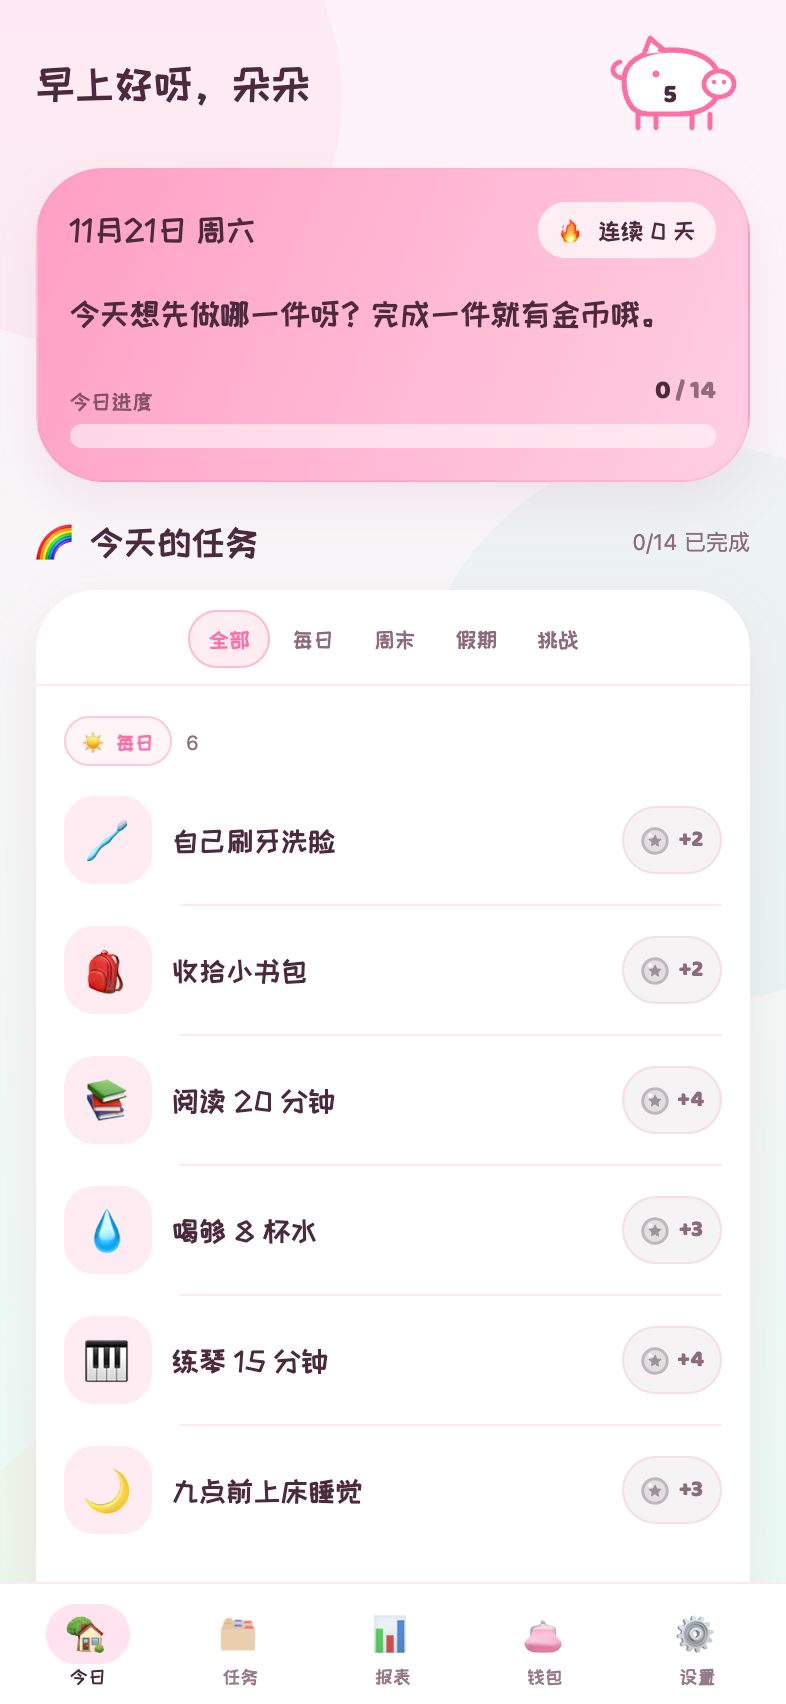 早上好呀，朵朵
5
11月21日 周六
连续 0 天
今天想先做哪一件呀？完成一件就有金币哦。
今日进度
0 / 14
今天的任务
0/14 已完成
全部 每日 周末 假期 挑战
每日 6
自己刷牙洗脸 +2
收拾小书包 +2
阅读 20 分钟 +4
喝够 8 杯水 +3
练琴 15 分钟 +4
九点前上床睡觉 +3
今日 任务 报表 钱包 设置